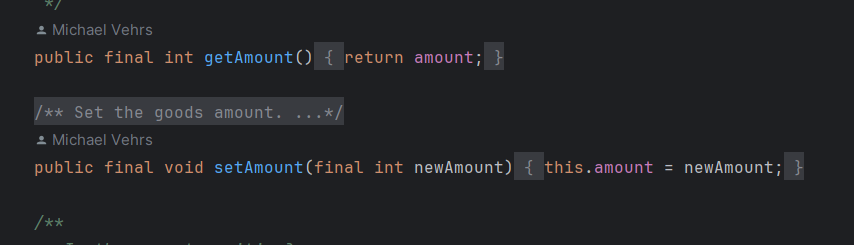 */
Michael Vehrs
public final int getAmount() { return amount; }
/** Set the goods amount. ...*/
Michael Vehrs
public final void setAmount(final int newAmount) { this.amount = newAmount; }
/**